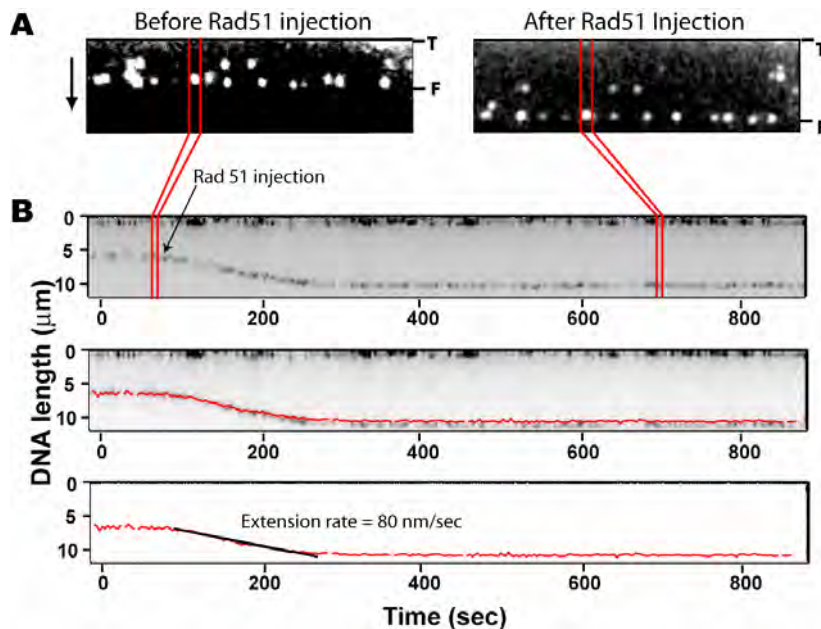 A
Before Rad51 injection
After Rad51 Injection
T
F
T
F
Rad 51 injection
B
DNA length (μm)
0
5
10
0 200 400 600 800
0
5
10
0 200 400 600 800
Extension rate = 80 nm/sec
0
5
10
0 200 400 600 800
Time (sec)